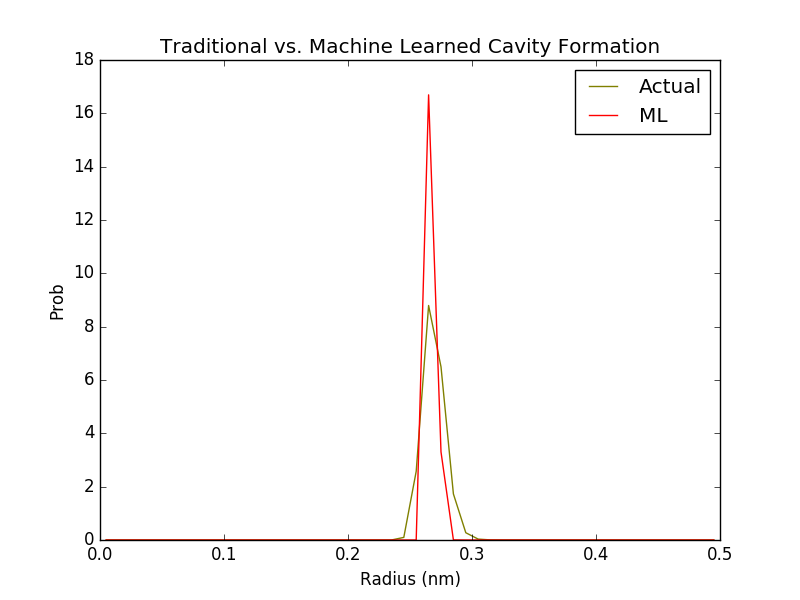 Traditional vs. Machine Learned Cavity Formation
Actual
ML
18
16
14
12
10
8
6
4
2
0
Prob
0.0 0.1 0.2 0.3 0.4 0.5
Radius (nm)